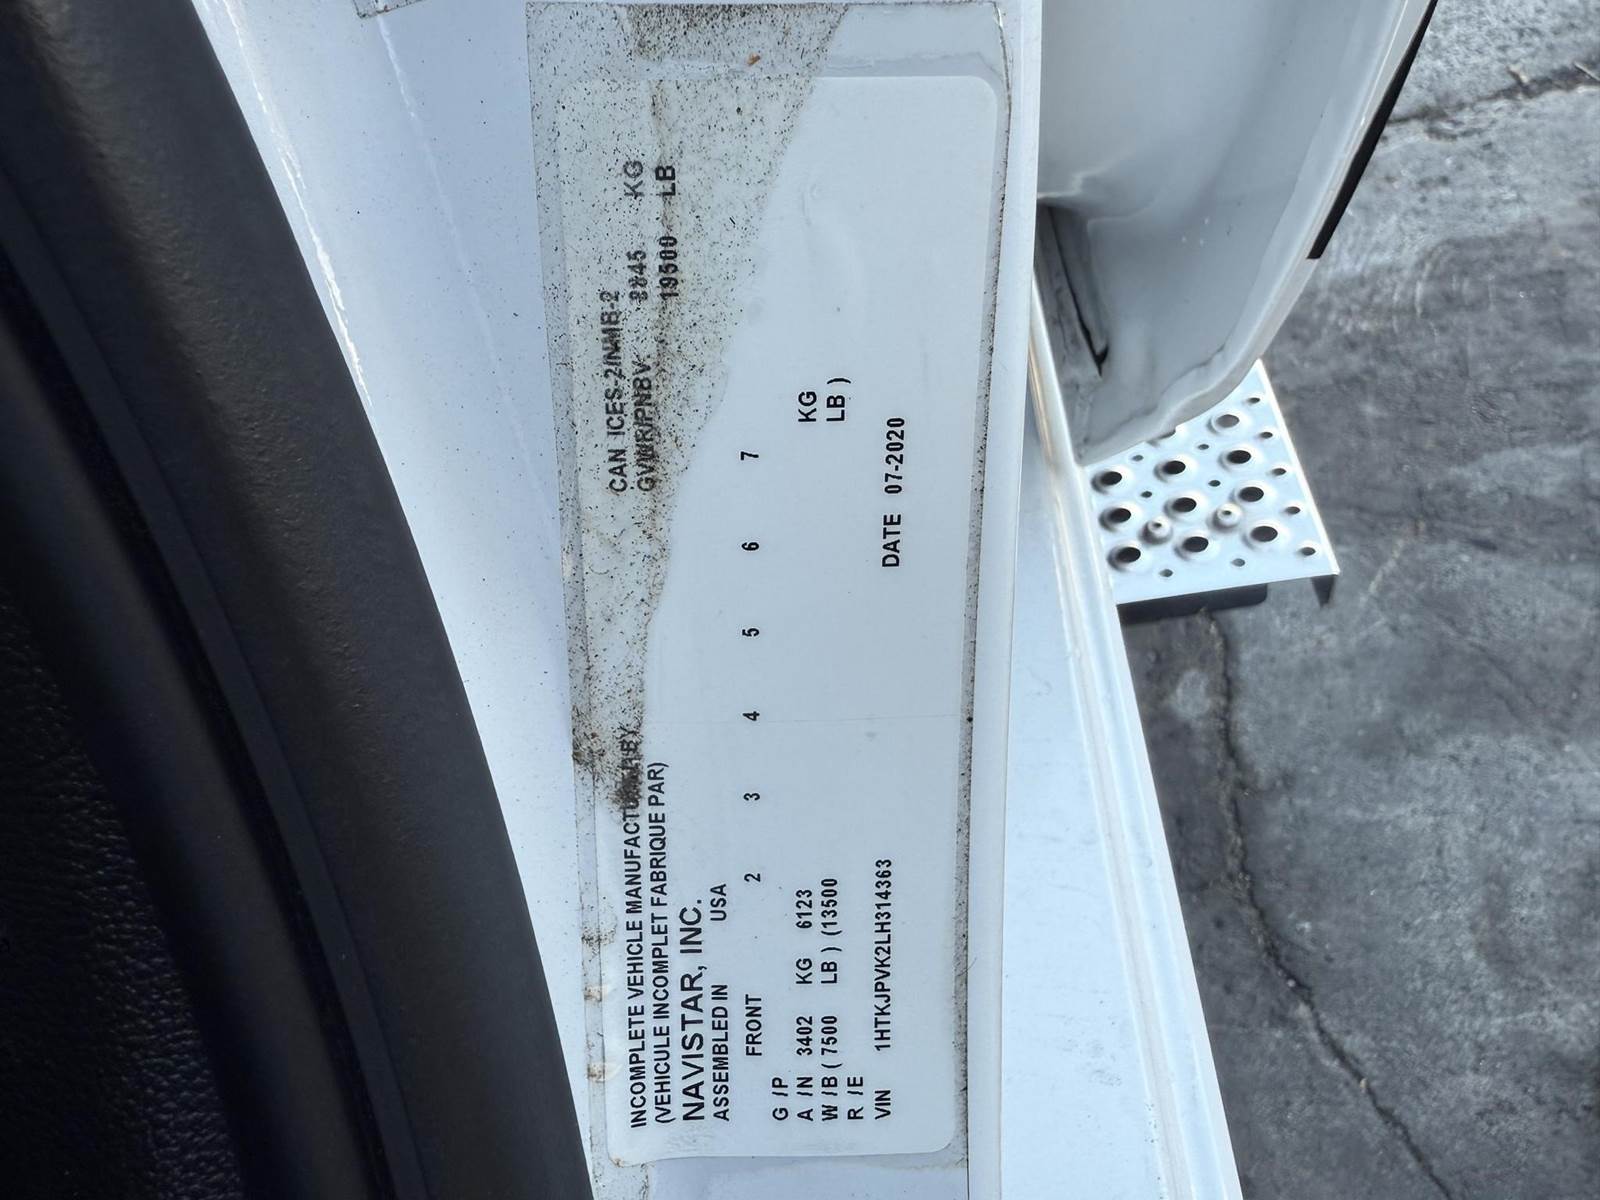 INCOMPLETE VEHICLE MANUFACTURED BY
(VEHICULE INCOMPLET FABRIQUE PAR)
NAVISTAR, INC.
ASSEMBLED IN USA
CAN ICES-2/NMB-2
GVWR/PNBV 8845 KG
19500 LB
FRONT 2 3 4 5 6 7
G /P
A /N 3402 KG 6123 KG
W /B ( 7500 LB ) (13500 LB )
R /E
VIN 1HTKJPVK2LH314363 DATE 07-2020